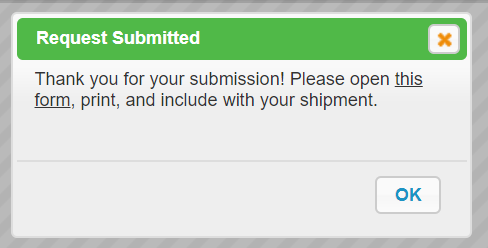 Request Submitted
Thank you for your submission! Please open this
form, print, and include with your shipment.
OK